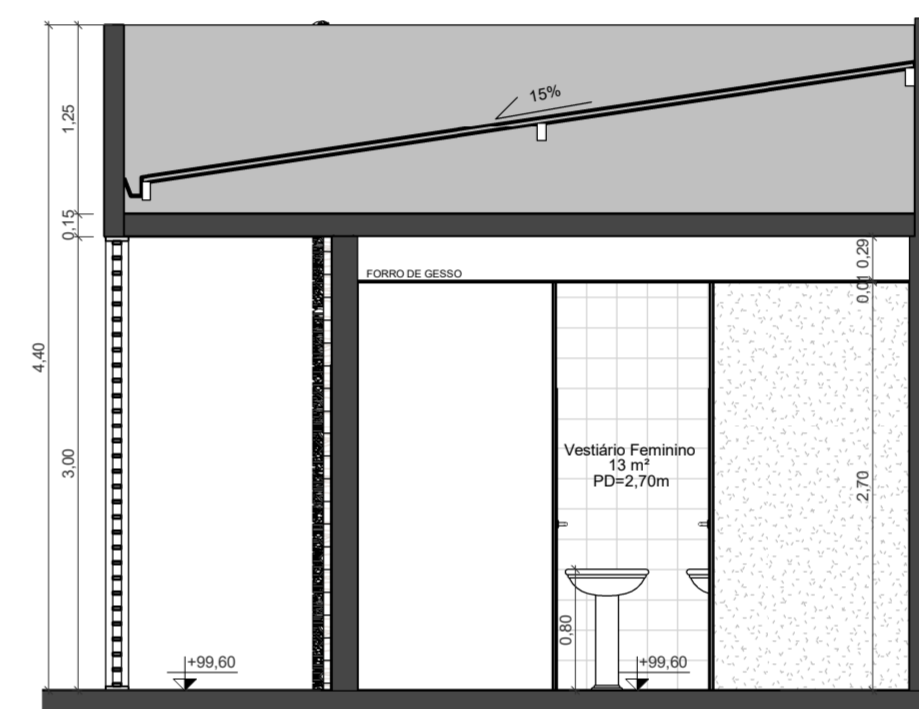 15%
1,25
0,15
4,40
3,00
FORRO DE GESSO
0,29
0,01
2,70
Vestiário Feminino
13 m²
PD=2,70m
0,80
+99,60
+99,60